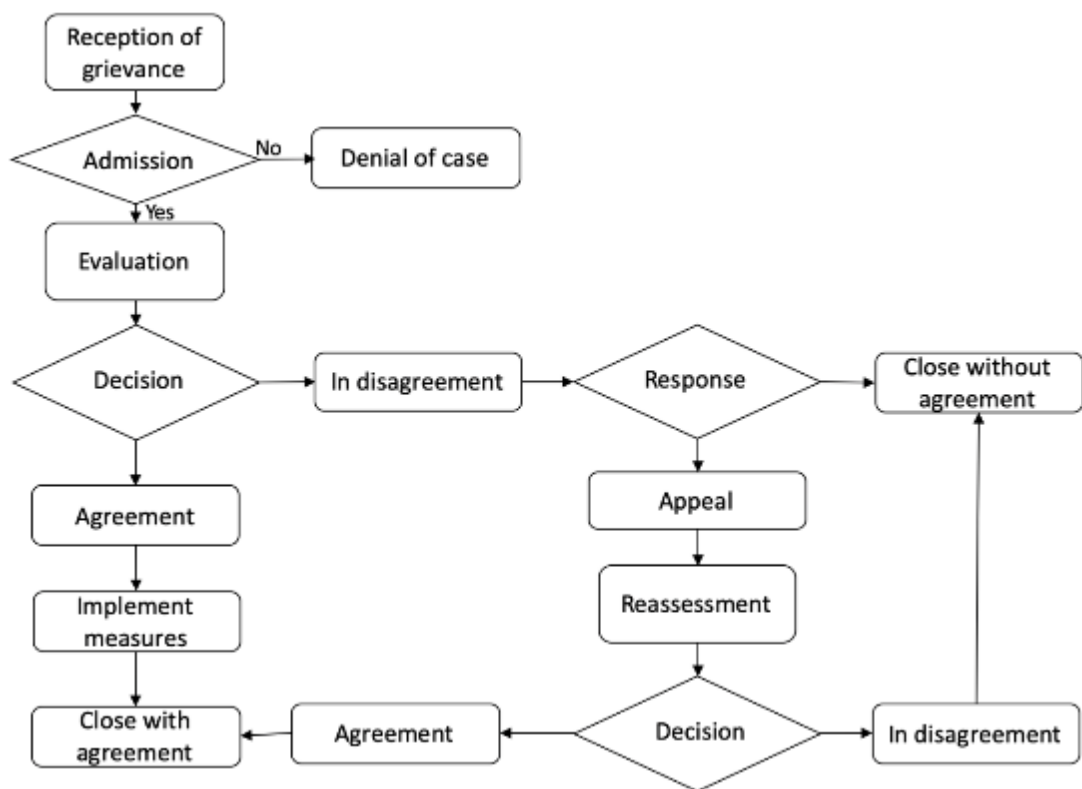 Reception of
grievance
Admission
No
Denial of case
Yes
Evaluation
Decision
In disagreement
Response
Close without
agreement
Agreement
Appeal
Implement
measures
Reassessment
Close with
agreement
Agreement
Decision
In disagreement